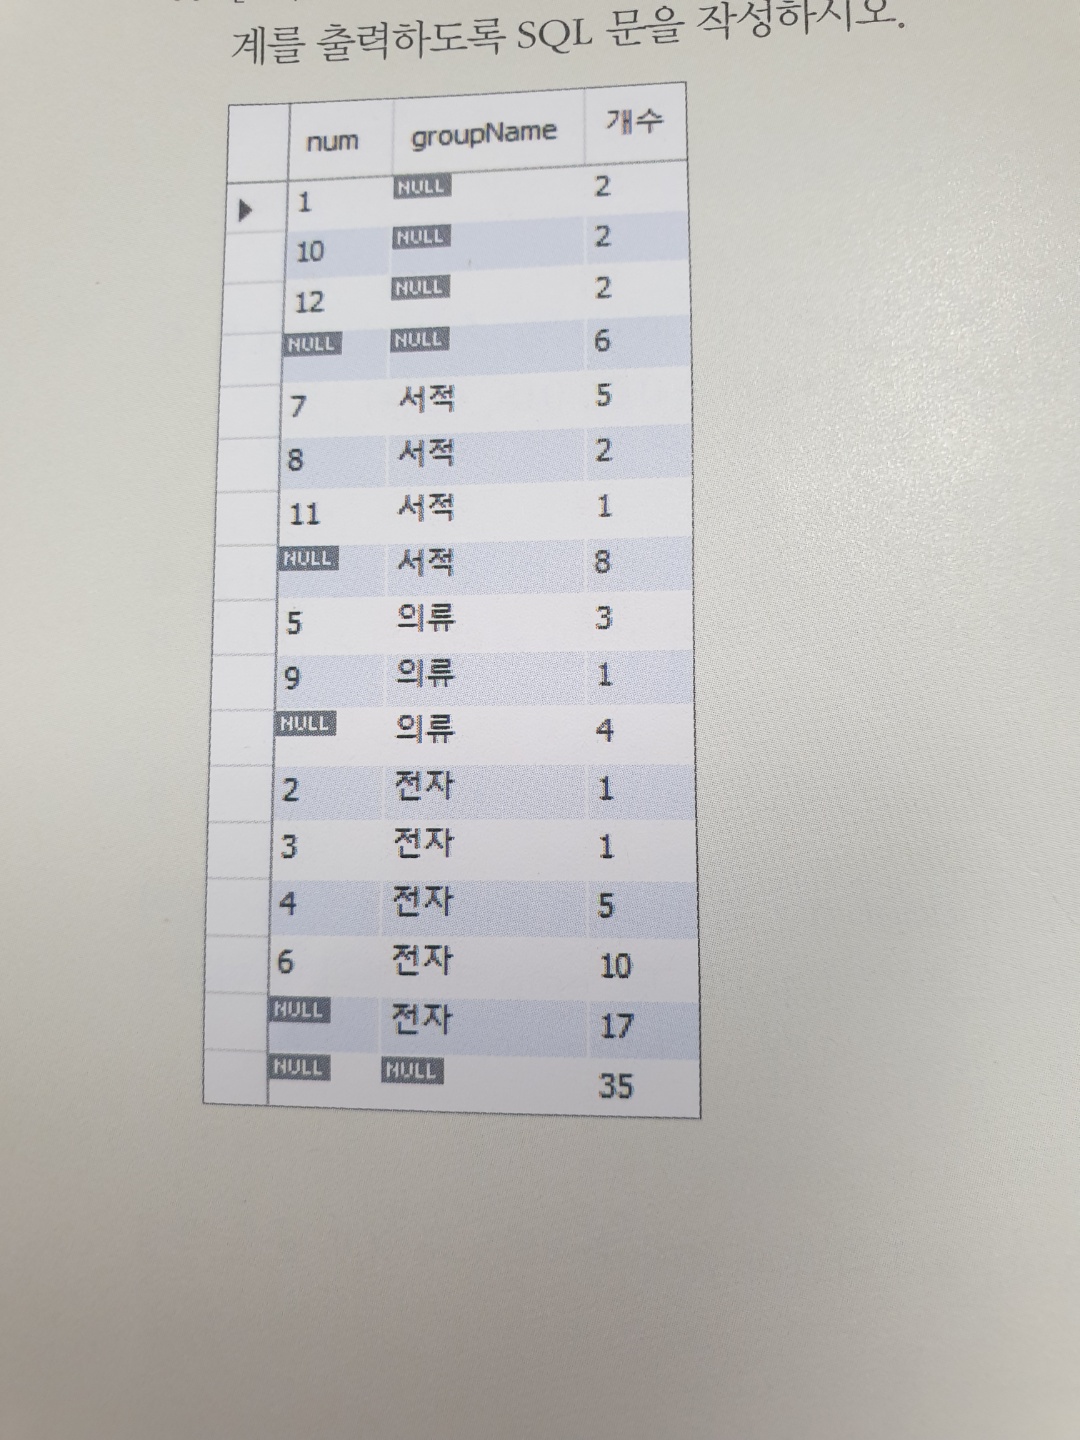 계를 출력하도록 SQL 문을 작성하시오.
num groupName 개수
1 NULL 2
10 NULL 2
12 NULL 2
NULL NULL 6
7 서적 5
8 서적 2
11 서적 1
NULL 서적 8
5 의류 3
9 의류 1
NULL 의류 4
2 전자 1
3 전자 1
4 전자 5
6 전자 10
NULL 전자 17
NULL NULL 35